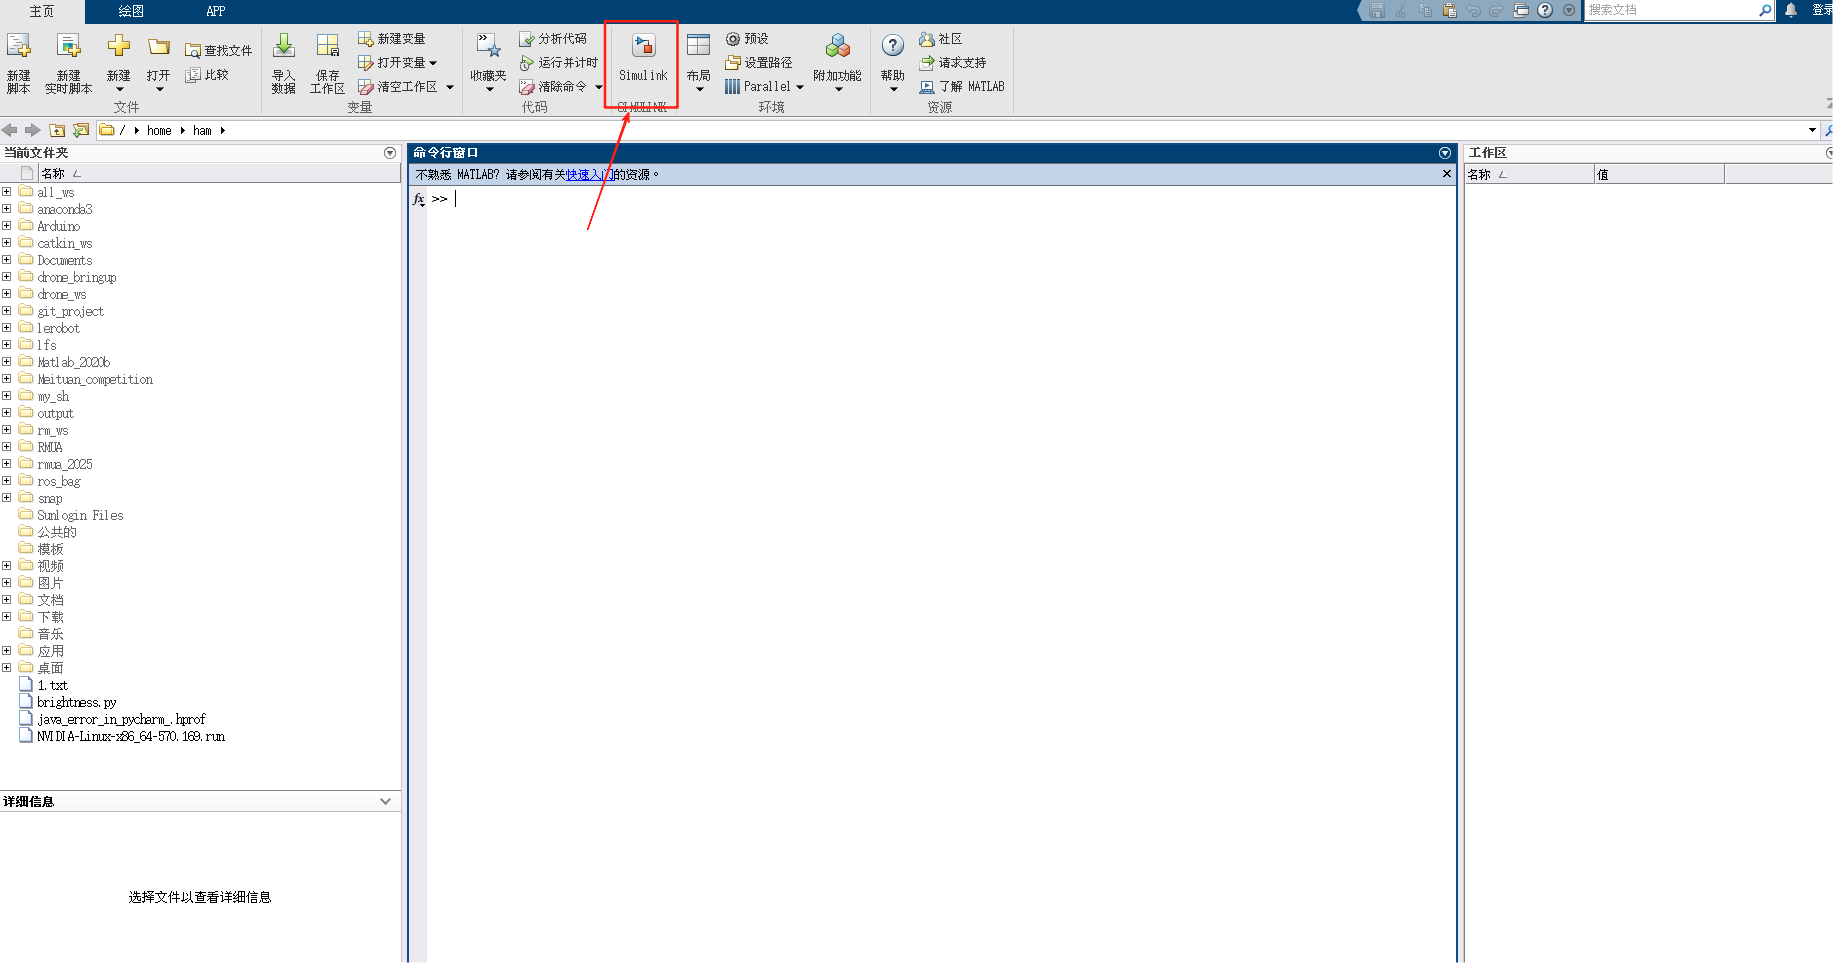 主页 绘图 APP
搜索文档 登录
新建脚本 新建实时脚本 新建 打开 查找文件 比较
导入数据 保存工作区 新建变量 打开变量 清空工作区
收藏夹 分析代码 运行并计时 清除命令
Simulink 布局 预设 设置路径 Parallel 附加功能
帮助 社区 请求支持 了解 MATLAB
文件 变量 代码 SIMULINK 环境 资源
/ home ham
当前文件夹
名称
all_ws
anaconda3
Arduino
catkin_ws
Documents
drone_bringup
drone_ws
git_project
lerobot
lfs
Matlab_2020b
Meituan_competition
my_sh
output
rm_ws
RMUA
rmua_2025
ros_bag
snap
Sunlogin Files
公共的
模板
视频
图片
文档
下载
音乐
应用
桌面
1.txt
brightness.py
java_error_in_pycharm_.hprof
NVIDIA-Linux-x86_64-570.169.run
详细信息
选择文件以查看详细信息
命令行窗口
不熟悉 MATLAB? 请参阅有关快速入门的资源。
fx >>
工作区
名称 值